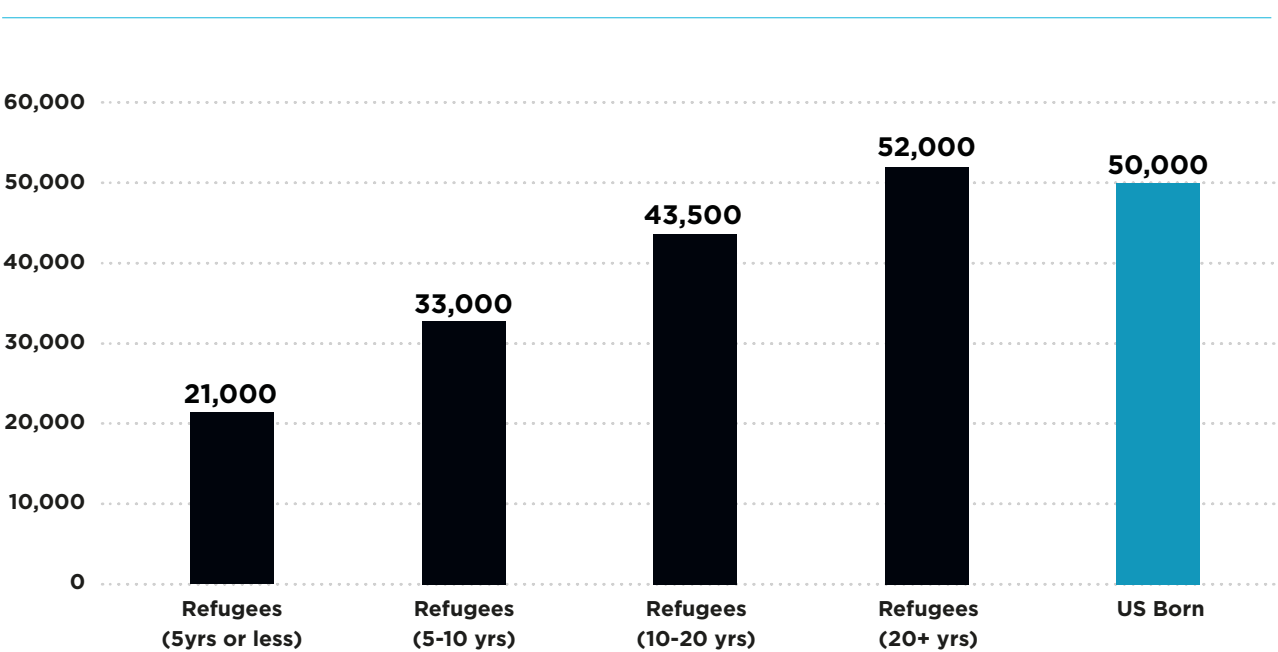 60,000
50,000
40,000
30,000
20,000
10,000
0
21,000
33,000
43,500
52,000
50,000
Refugees
(5yrs or less)
Refugees
(5-10 yrs)
Refugees
(10-20 yrs)
Refugees
(20+ yrs)
US Born